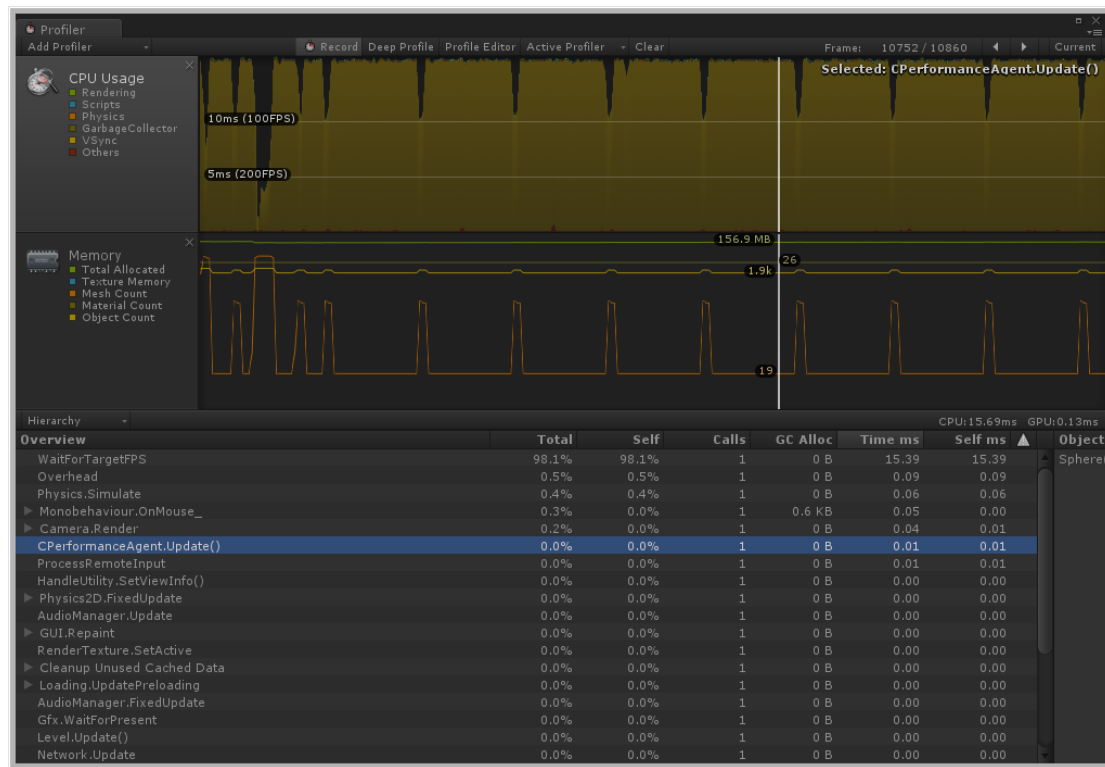 Profiler
Add Profiler Record Deep Profile Profile Editor Active Profiler Clear Frame: 10752 / 10860 Current
CPU Usage
Rendering
Scripts
Physics
GarbageCollector
VSync
Others
Selected: CPerformanceAgent.Update()
10ms (100FPS)
5ms (200FPS)
Memory
Total Allocated
Texture Memory
Mesh Count
Material Count
Object Count
156.9 MB
26
1.9k
19
Hierarchy CPU:15.69ms GPU:0.13ms
Overview Total Self Calls GC Alloc Time ms Self ms Object
WaitForTargetFPS 98.1% 98.1% 1 0 B 15.39 15.39 Sphere
Overhead 0.5% 0.5% 1 0 B 0.09 0.09
Physics.Simulate 0.4% 0.4% 1 0 B 0.06 0.06
Monobehaviour.OnMouse_ 0.3% 0.0% 1 0.6 KB 0.05 0.00
Camera.Render 0.2% 0.0% 1 0 B 0.04 0.01
CPerformanceAgent.Update() 0.0% 0.0% 1 0 B 0.01 0.01
ProcessRemoteInput 0.0% 0.0% 1 0 B 0.01 0.01
HandleUtility.SetViewInfo() 0.0% 0.0% 1 0 B 0.00 0.00
Physics2D.FixedUpdate 0.0% 0.0% 1 0 B 0.00 0.00
AudioManager.Update 0.0% 0.0% 1 0 B 0.00 0.00
GUI.Repaint 0.0% 0.0% 1 0 B 0.00 0.00
RenderTexture.SetActive 0.0% 0.0% 1 0 B 0.00 0.00
Cleanup Unused Cached Data 0.0% 0.0% 1 0 B 0.00 0.00
Loading.UpdatePreloading 0.0% 0.0% 1 0 B 0.00 0.00
AudioManager.FixedUpdate 0.0% 0.0% 1 0 B 0.00 0.00
Gfx.WaitForPresent 0.0% 0.0% 1 0 B 0.00 0.00
Level.Update() 0.0% 0.0% 1 0 B 0.00 0.00
Network.Update 0.0% 0.0% 1 0 B 0.00 0.00